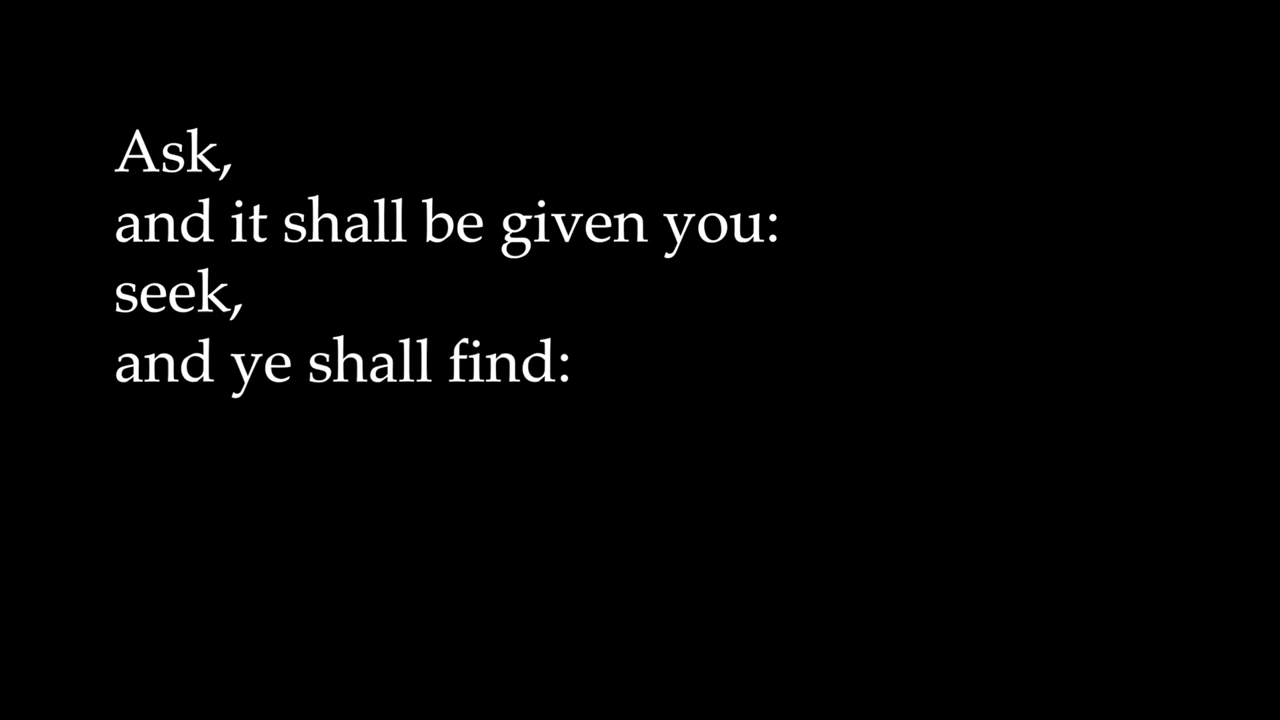 Ask,
and it shall be given you:
seek,
and ye shall find: